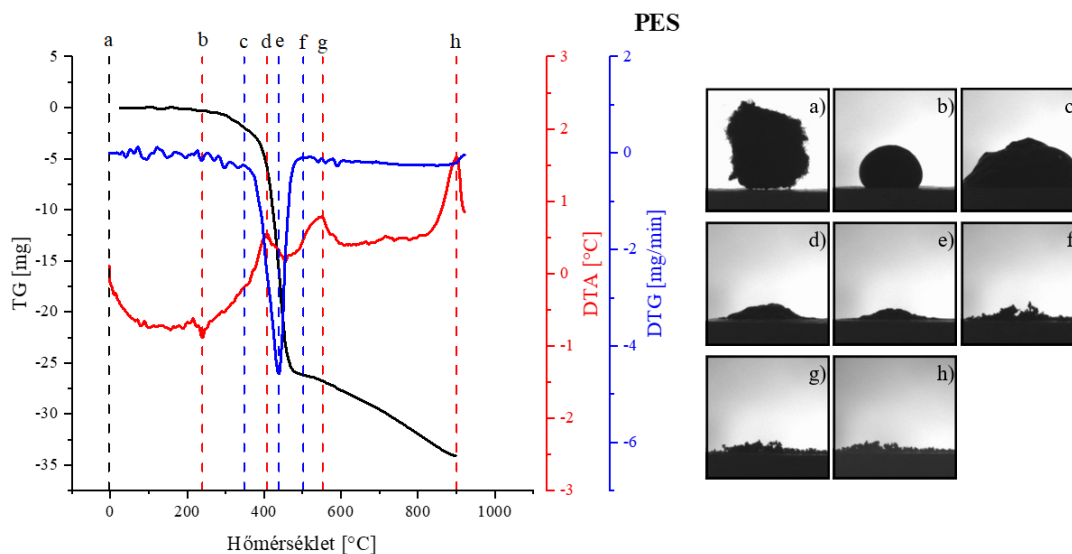 PES
a b c d e f g h
5
0
-5
-10
-15
-20
-25
-30
-35
TG [mg]
0 200 400 600 800 1000
Hőmérséklet [°C]
3
2
1
0
-1
-2
-3
DTA [°C]
2
0
-2
-4
-6
DTG [mg/min]
a) b) c
d) e) f
g) h)